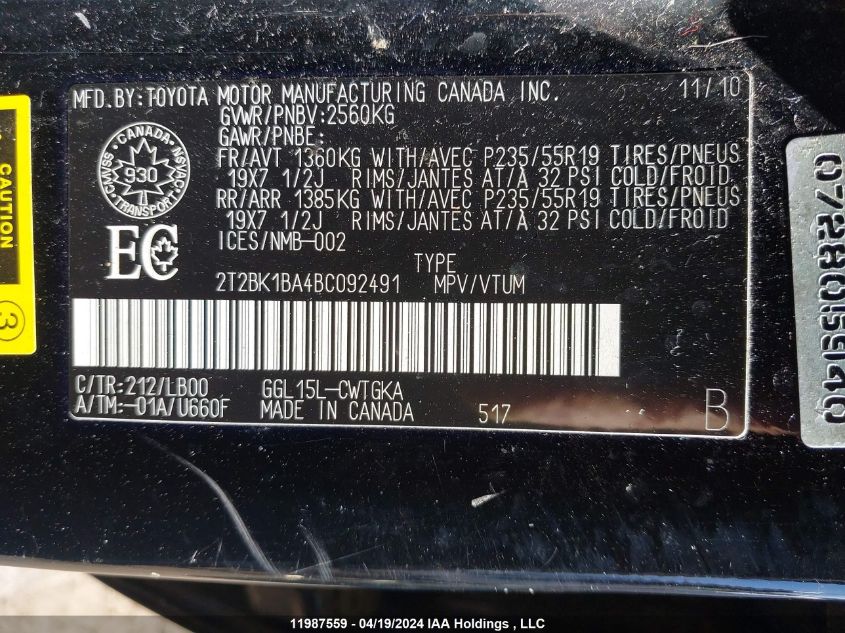 MFD.BY:TOYOTA MOTOR MANUFACTURING CANADA INC. 11/10
GVWR/PNBV:2560KG
GAWR/PNBE:
FR/AVT 1360KG WITH/AVEC P235/55R19 TIRES/PNEUS
19X7 1/2J RIMS/JANTES AT/À 32 PSI COLD/FROID
RR/ARR 1385KG WITH/AVEC P235/55R19 TIRES/PNEUS
19X7 1/2J RIMS/JANTES AT/À 32 PSI COLD/FROID
ICES/NMB-002
CANADA
CMVSS 930 NSVAC
TRANSPORT
EC
TYPE
2T2BK1BA4BC092491 MPV/VTUM
C/TR:212/LB00 GGL15L-CWTGKA
A/TM:-01A/U660F MADE IN CANADA 517 B
CAUTION
3
11987559 - 04/19/2024 IAA Holdings , LLC